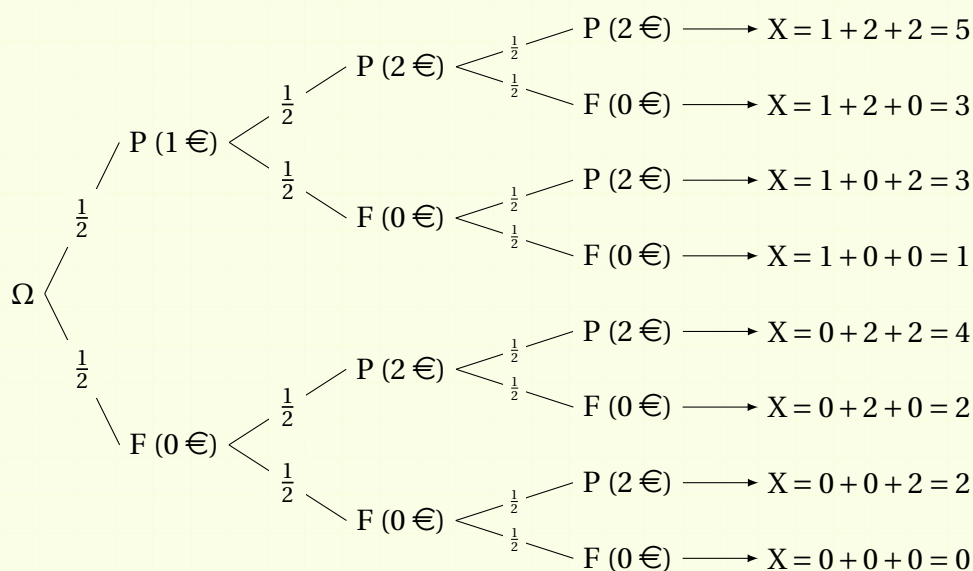 P (2 €) X = 1 + 2 + 2 = 5
1/2
P (2 €)
1/2
1/2
F (0 €) X = 1 + 2 + 0 = 3
P (1 €)
1/2
P (2 €) X = 1 + 0 + 2 = 3
1/2
1/2
F (0 €)
1/2
F (0 €) X = 1 + 0 + 0 = 1
Ω
1/2
P (2 €) X = 0 + 2 + 2 = 4
1/2
P (2 €)
1/2
1/2
F (0 €) X = 0 + 2 + 0 = 2
F (0 €)
1/2
P (2 €) X = 0 + 0 + 2 = 2
1/2
F (0 €)
1/2
F (0 €) X = 0 + 0 + 0 = 0